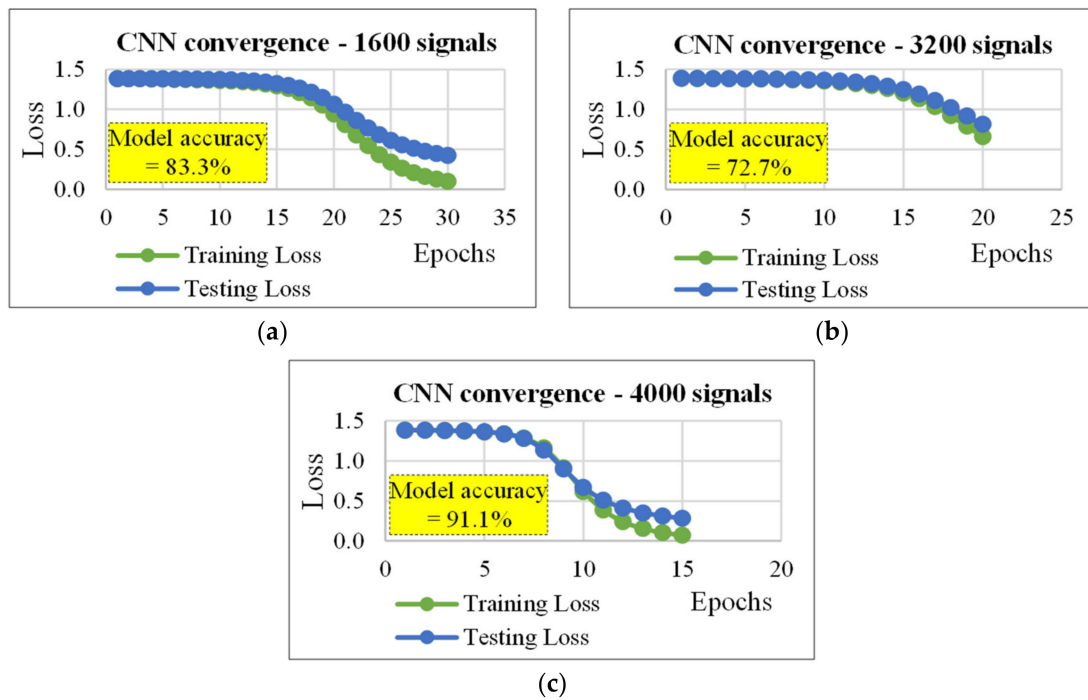 CNN convergence - 1600 signals
1.5
1.0
0.5
0.0
Loss
Model accuracy
= 83.3%
0 5 10 15 20 25 30 35
Training Loss
Epochs
Testing Loss
(a)
CNN convergence - 3200 signals
1.5
1.0
0.5
0.0
Loss
Model accuracy
= 72.7%
0 5 10 15 20 25
Training Loss
Epochs
Testing Loss
(b)
CNN convergence - 4000 signals
1.5
1.0
0.5
0.0
Loss
Model accuracy
= 91.1%
0 5 10 15 20
Training Loss
Epochs
Testing Loss
(c)